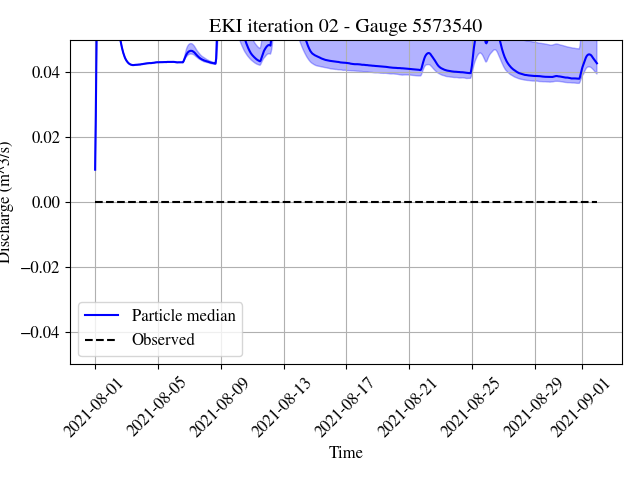 EKI iteration 02 - Gauge 5573540
Discharge (m^3/s)
0.04
0.02
0.00
−0.02
−0.04
Particle median
Observed
2021-08-01
2021-08-05
2021-08-09
2021-08-13
2021-08-17
2021-08-21
2021-08-25
2021-08-29
2021-09-01
Time